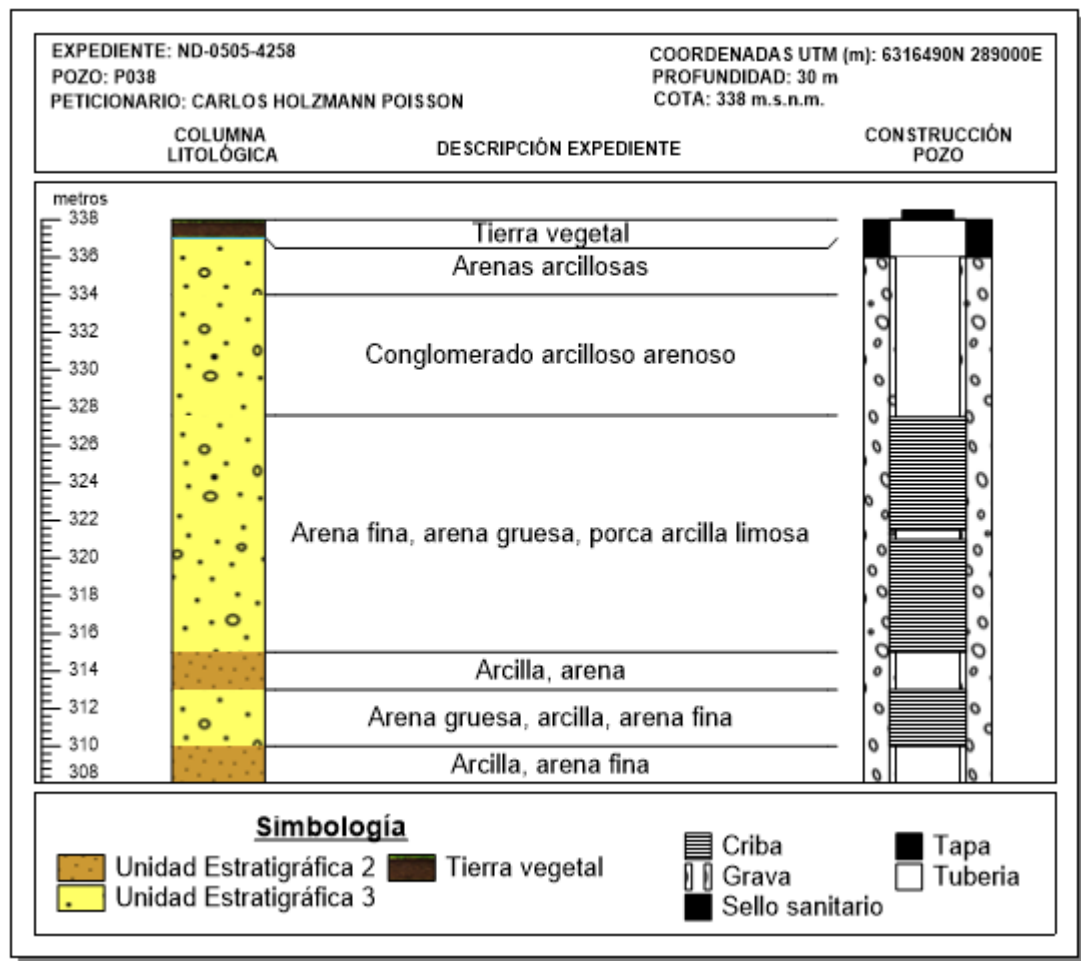 EXPEDIENTE: ND-0505-4258
POZO: P038
PETICIONARIO: CARLOS HOLZMANN POISSON
COORDENADAS UTM (m): 6316490N 289000E
PROFUNDIDAD: 30 m
COTA: 338 m.s.n.m.
COLUMNA
LITOLÓGICA
DESCRIPCIÓN EXPEDIENTE
CONSTRUCCIÓN
POZO
metros
338
336
334
332
330
328
326
324
322
320
318
316
314
312
310
308
Tierra vegetal
Arenas arcillosas
Conglomerado arcilloso arenoso
Arena fina, arena gruesa, porca arcilla limosa
Arcilla, arena
Arena gruesa, arcilla, arena fina
Arcilla, arena fina
Simbología
Unidad Estratigráfica 2
Tierra vegetal
Unidad Estratigráfica 3
Criba
Grava
Sello sanitario
Tapa
Tuberia